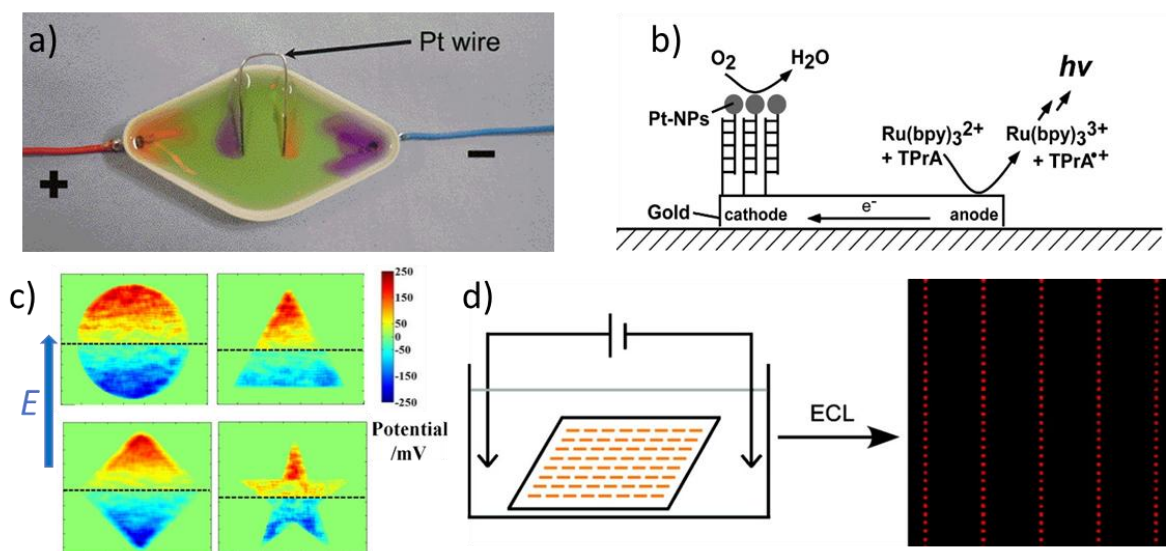 a)
Pt wire
+
-
b)
O2
H2O
hv
Pt-NPs
Ru(bpy)3 2+
+ TPrA
Ru(bpy)3 3+
+ TPrA•+
Gold
cathode
e-
anode
c)
E
250
150
50
0
-50
-150
-250
Potential
/mV
d)
ECL